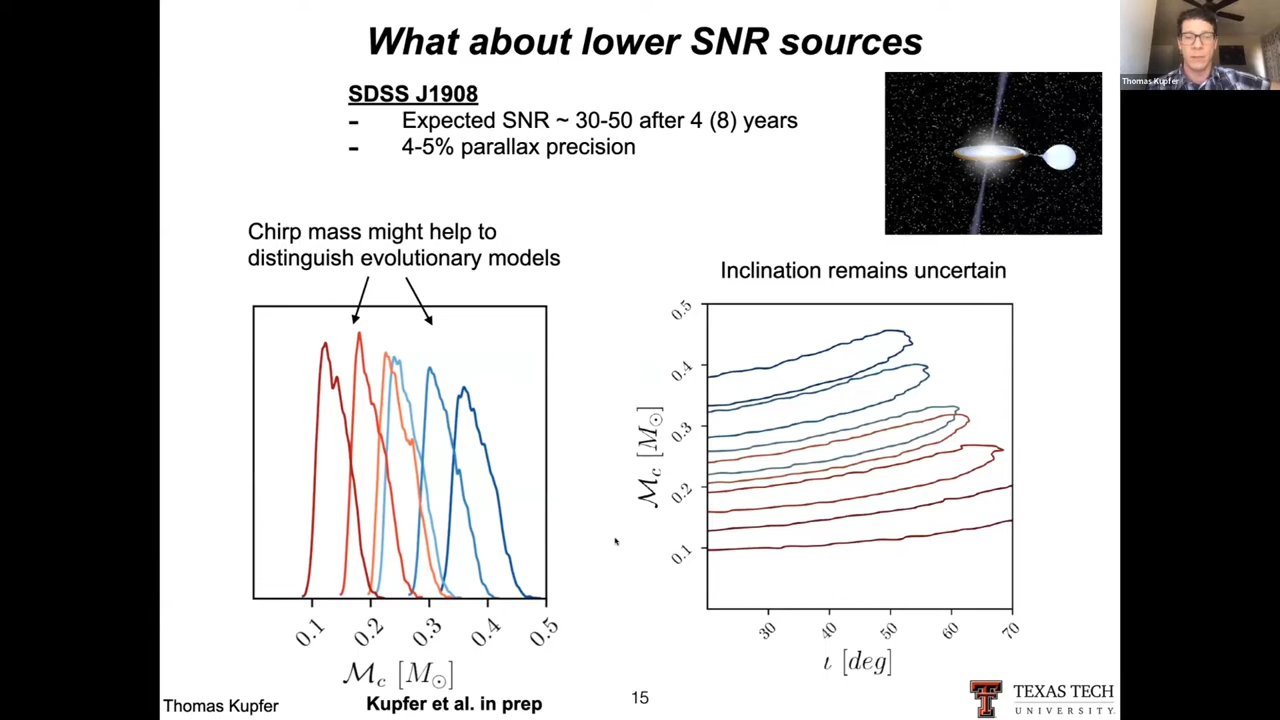 What about lower SNR sources
SDSS J1908
- Expected SNR ~ 30-50 after 4 (8) years
- 4-5% parallax precision
Thomas Kupfer
Chirp mass might help to
distinguish evolutionary models
Inclination remains uncertain
0.1 0.2 0.3 0.4 0.5
ℳc [M⊙]
0.5
0.4
0.3
0.2
0.1
ℳc [M⊙]
30 40 50 60 70
ι [deg]
Thomas Kupfer
Kupfer et al. in prep
15
TEXAS TECH
UNIVERSITY.